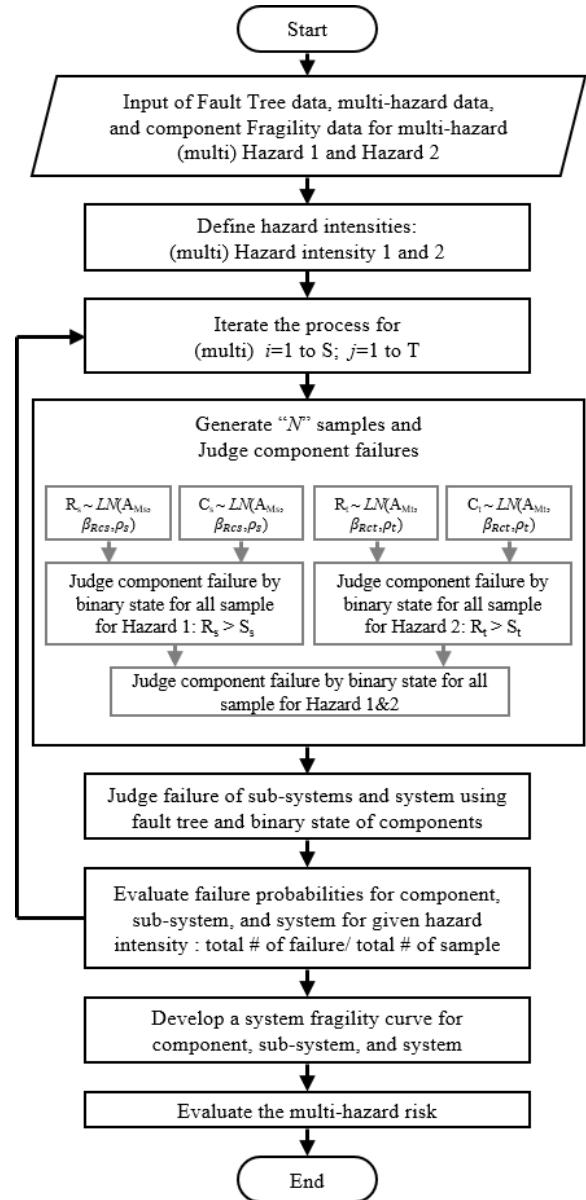 Start
Input of Fault Tree data, multi-hazard data,
and component Fragility data for multi-hazard
(multi) Hazard 1 and Hazard 2
Define hazard intensities:
(multi) Hazard intensity 1 and 2
Iterate the process for
(multi) i=1 to S; j=1 to T
Generate “N” samples and
Judge component failures
Rs ~ LN(AMs,
βRcs,ρs)
Cs ~ LN(AMs,
βRcs,ρs)
Rt ~ LN(AMt,
βRct,ρt)
Ct ~ LN(AMt,
βRct,ρt)
Judge component failure by
binary state for all sample
for Hazard 1: Rs > Ss
Judge component failure by
binary state for all sample
for Hazard 2: Rt > St
Judge component failure by binary state for all
sample for Hazard 1&2
Judge failure of sub-systems and system using
fault tree and binary state of components
Evaluate failure probabilities for component,
sub-system, and system for given hazard
intensity : total # of failure/ total # of sample
Develop a system fragility curve for
component, sub-system, and system
Evaluate the multi-hazard risk
End